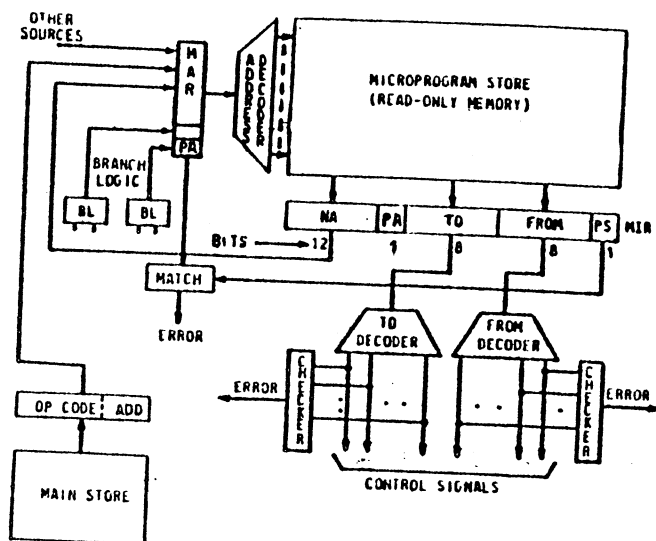 OTHER
SOURCES
MAR
ADDRESS
DECODER
MICROPROGRAM STORE
(READ-ONLY MEMORY)
PA
BRANCH
LOGIC
BL
BL
NA
PA
TO
FROM
PS
MIR
BITS
12
1
8
8
1
MATCH
ERROR
TO
DECODER
FROM
DECODER
CHECKER
ERROR
CHECKER
ERROR
OP CODE
ADD
MAIN STORE
CONTROL SIGNALS